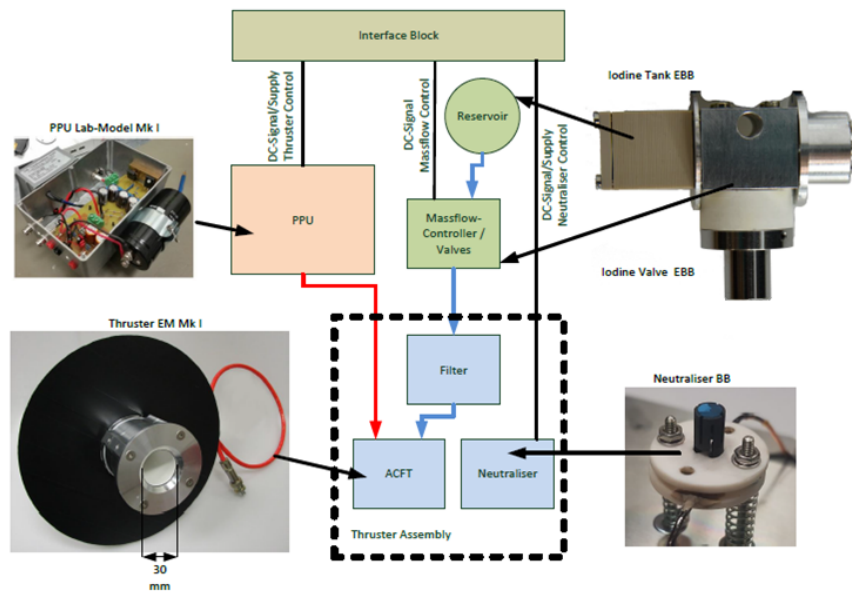 Interface Block
DC-Signal/Supply
Thruster Control
DC-Signal
Massflow Control
DC-Signal/Supply
Neutraliser Control
Reservoir
Iodine Tank EBB
PPU Lab-Model Mk I
PPU
Massflow-
Controller /
Valves
Iodine Valve EBB
Thruster EM Mk I
Filter
Neutraliser BB
ACFT
Neutraliser
Thruster Assembly
30
mm